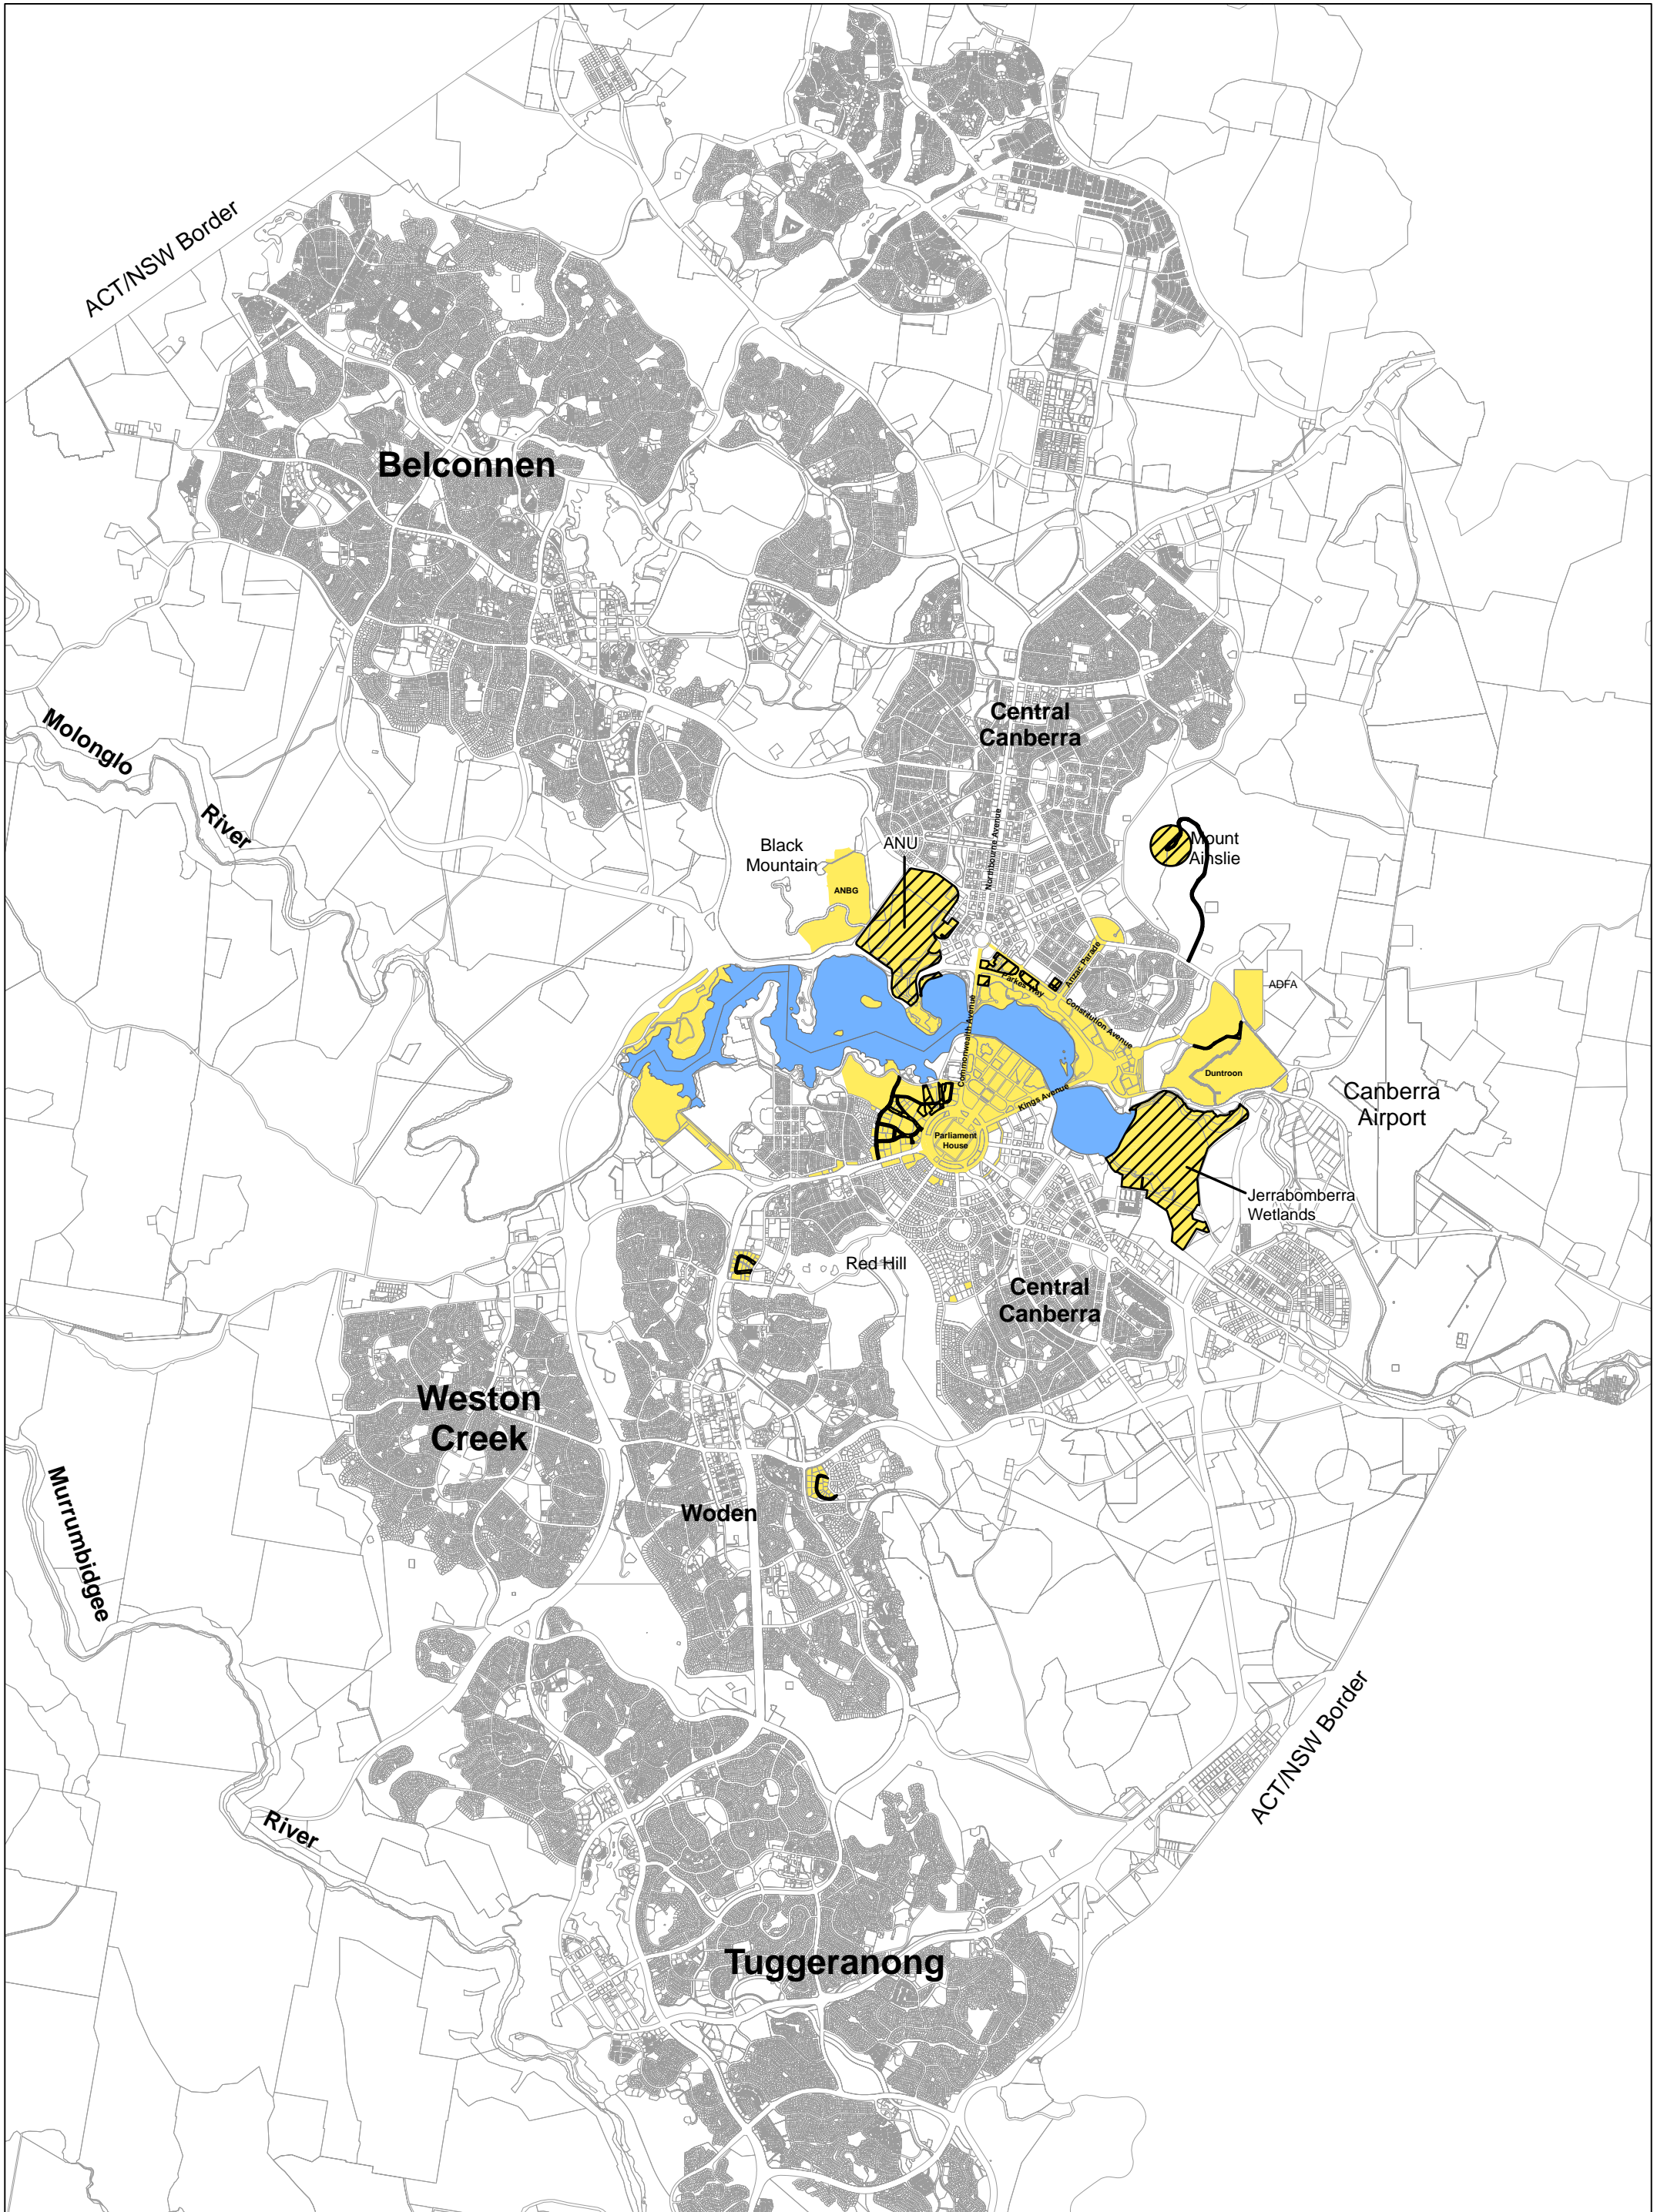 ACT/NSW Border
Belconnen
Molonglo
River
Central
Canberra
Northbourne Avenue
Black
Mountain
ANU
ANBG
Mount
Ainslie
Anzac Parade
Parkes Way
Constitution Avenue
Commonwealth Avenue
ADFA
Duntroon
Kings Avenue
Canberra
Airport
Parliament
House
Jerrabomberra
Wetlands
Red Hill
Central
Canberra
Weston
Creek
Woden
Murrumbidgee
River
ACT/NSW Border
Tuggeranong